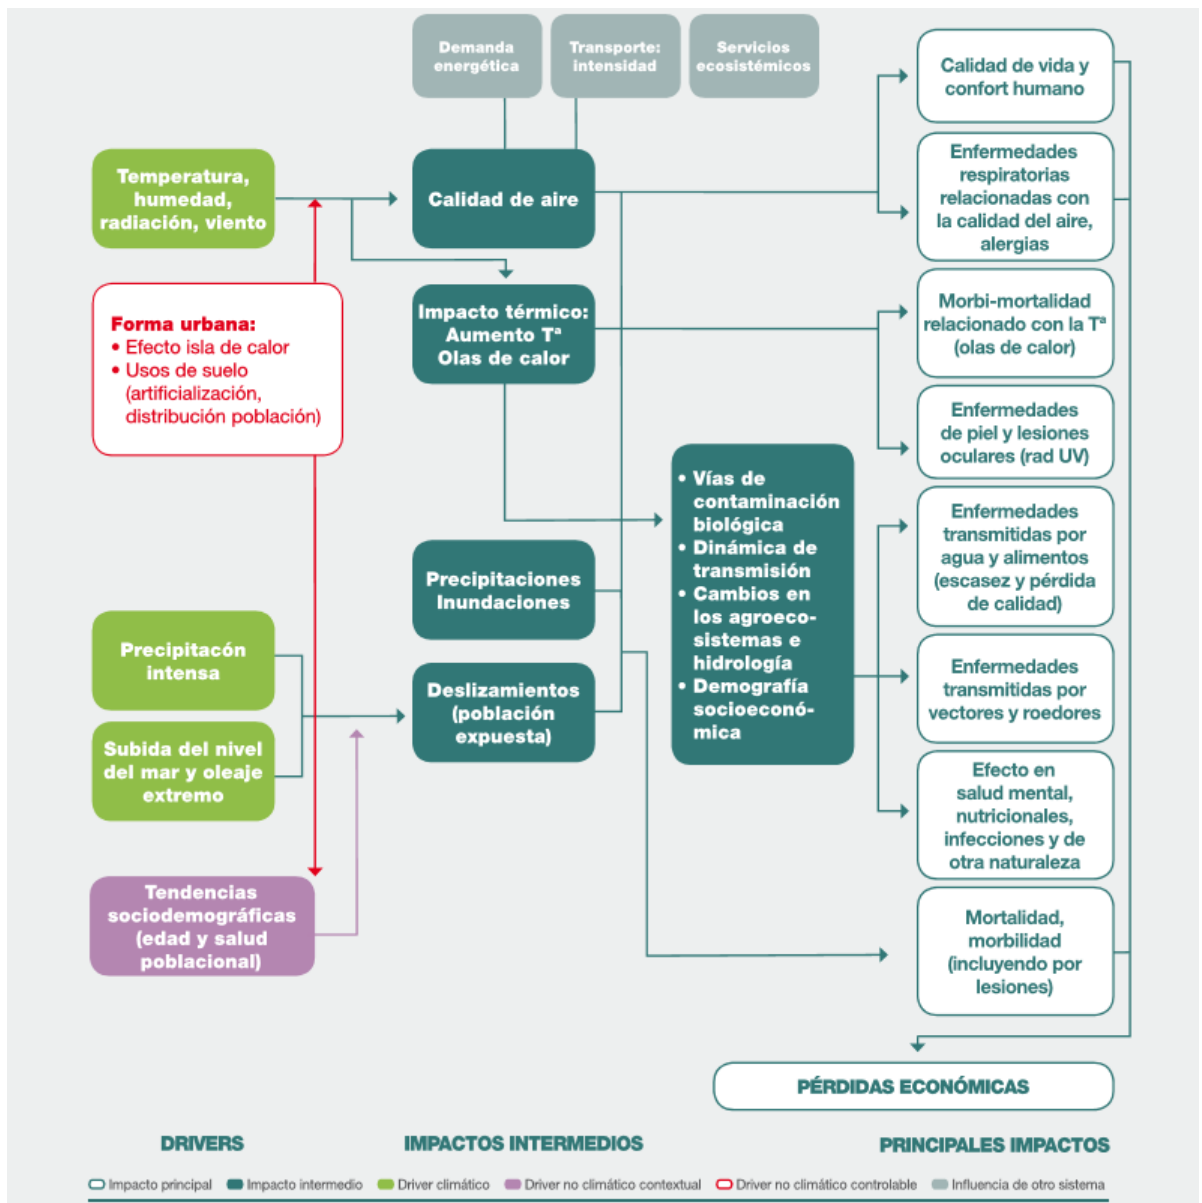 Demanda
energética
Transporte:
intensidad
Servicios
ecosistémicos
Temperatura,
humedad,
radiación, viento
Calidad de aire
Calidad de vida y
confort humano
Enfermedades
respiratorias
relacionadas con
la calidad del aire,
alergias
Forma urbana:
• Efecto isla de calor
• Usos de suelo
(artificialización,
distribución población)
Impacto térmico:
Aumento Tª
Olas de calor
Morbi-mortalidad
relacionado con la Tª
(olas de calor)
Enfermedades
de piel y lesiones
oculares (rad UV)
• Vías de
contaminación
biológica
• Dinámica de
transmisión
• Cambios en
los agroeco-
sistemas e
hidrología
• Demografía
socioeconó-
mica
Enfermedades
transmitidas por
agua y alimentos
(escasez y pérdida
de calidad)
Precipitaciones
Inundaciones
Precipitacón
intensa
Deslizamientos
(población
expuesta)
Enfermedades
transmitidas por
vectores y roedores
Subida del nivel
del mar y oleaje
extremo
Efecto en
salud mental,
nutricionales,
infecciones y de
otra naturaleza
Tendencias
sociodemográficas
(edad y salud
poblacional)
Mortalidad,
morbilidad
(incluyendo por
lesiones)
PÉRDIDAS ECONÓMICAS
DRIVERS
IMPACTOS INTERMEDIOS
PRINCIPALES IMPACTOS
Impacto principal
Impacto intermedio
Driver climático
Driver no climático contextual
Driver no climático controlable
Influencia de otro sistema